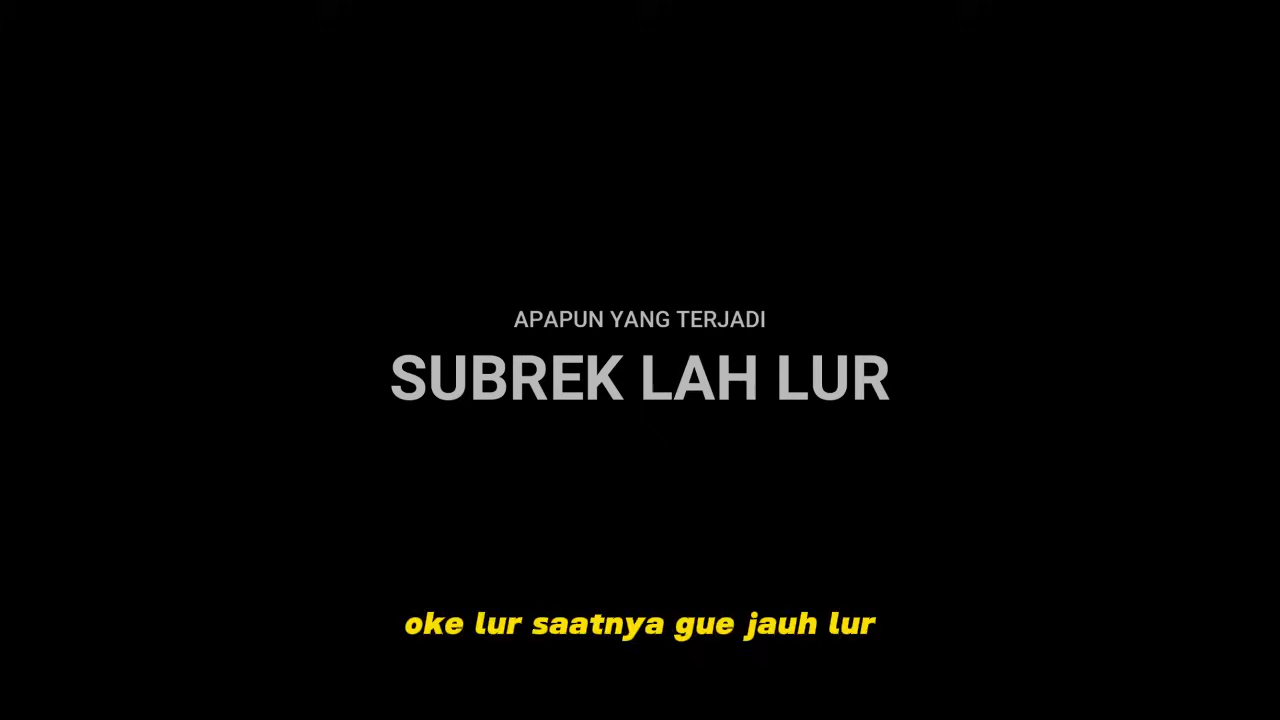 APAPUN YANG TERJADI
SUBREK LAH LUR
oke lur saatnya gue jauh lur